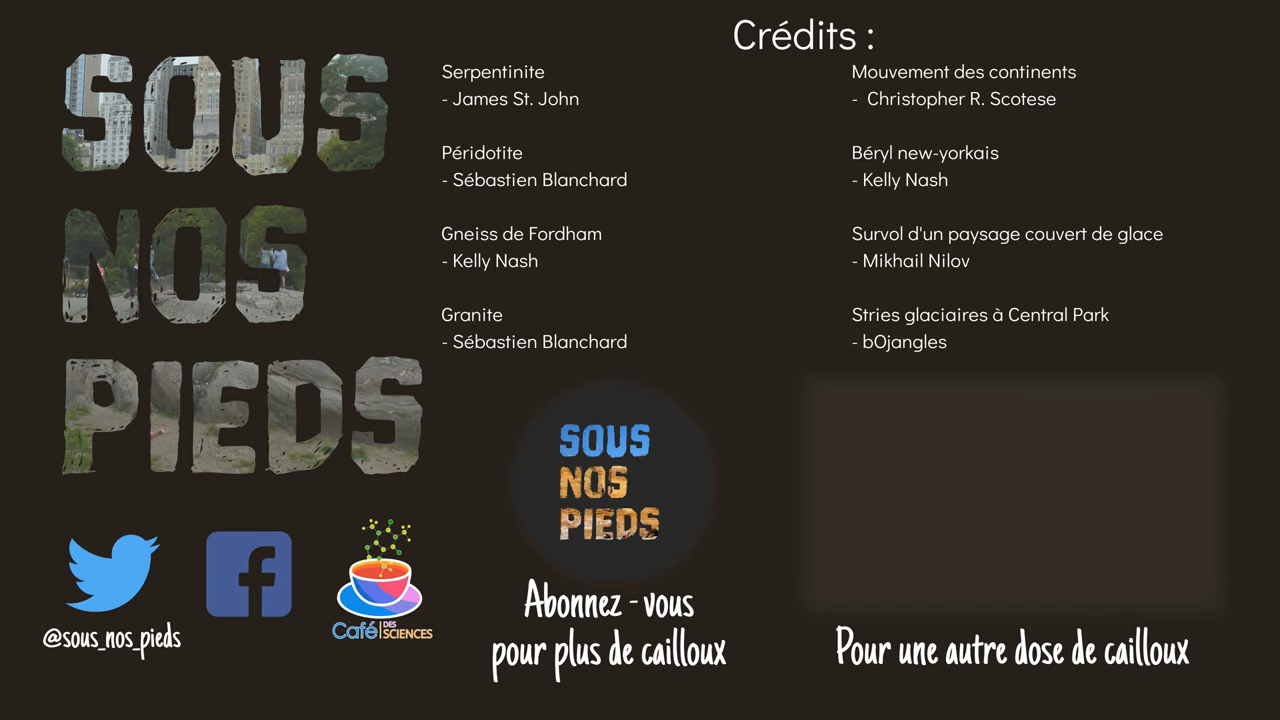 SOUS
NOS
PIEDS
Crédits :
Serpentinite
- James St. John
Péridotite
- Sébastien Blanchard
Gneiss de Fordham
- Kelly Nash
Granite
- Sébastien Blanchard
Mouvement des continents
- Christopher R. Scotese
Béryl new-yorkais
- Kelly Nash
Survol d'un paysage couvert de glace
- Mikhail Nilov
Stries glaciaires à Central Park
- bOjangles
@sous_nos_pieds
Café DES
SCIENCES
SOUS
NOS
PIEDS
Abonnez - vous
pour plus de cailloux
Pour une autre dose de cailloux